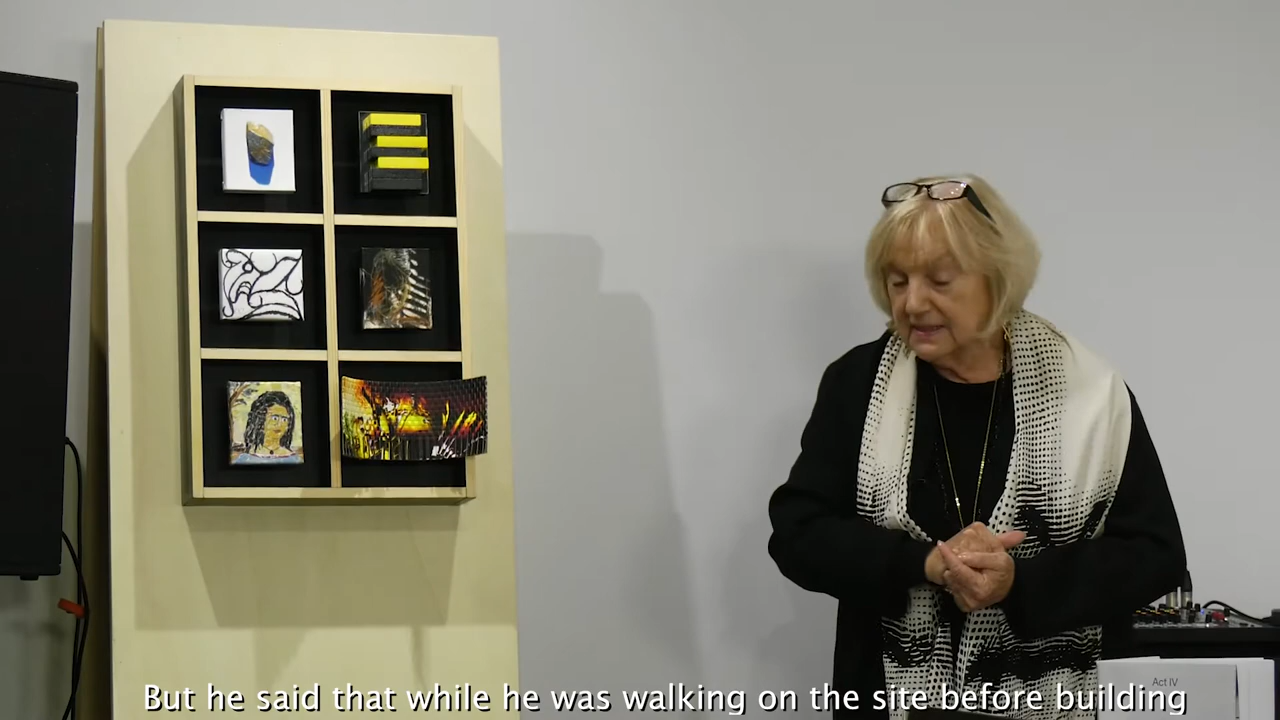 Act IV
But he said that while he was walking on the site before building